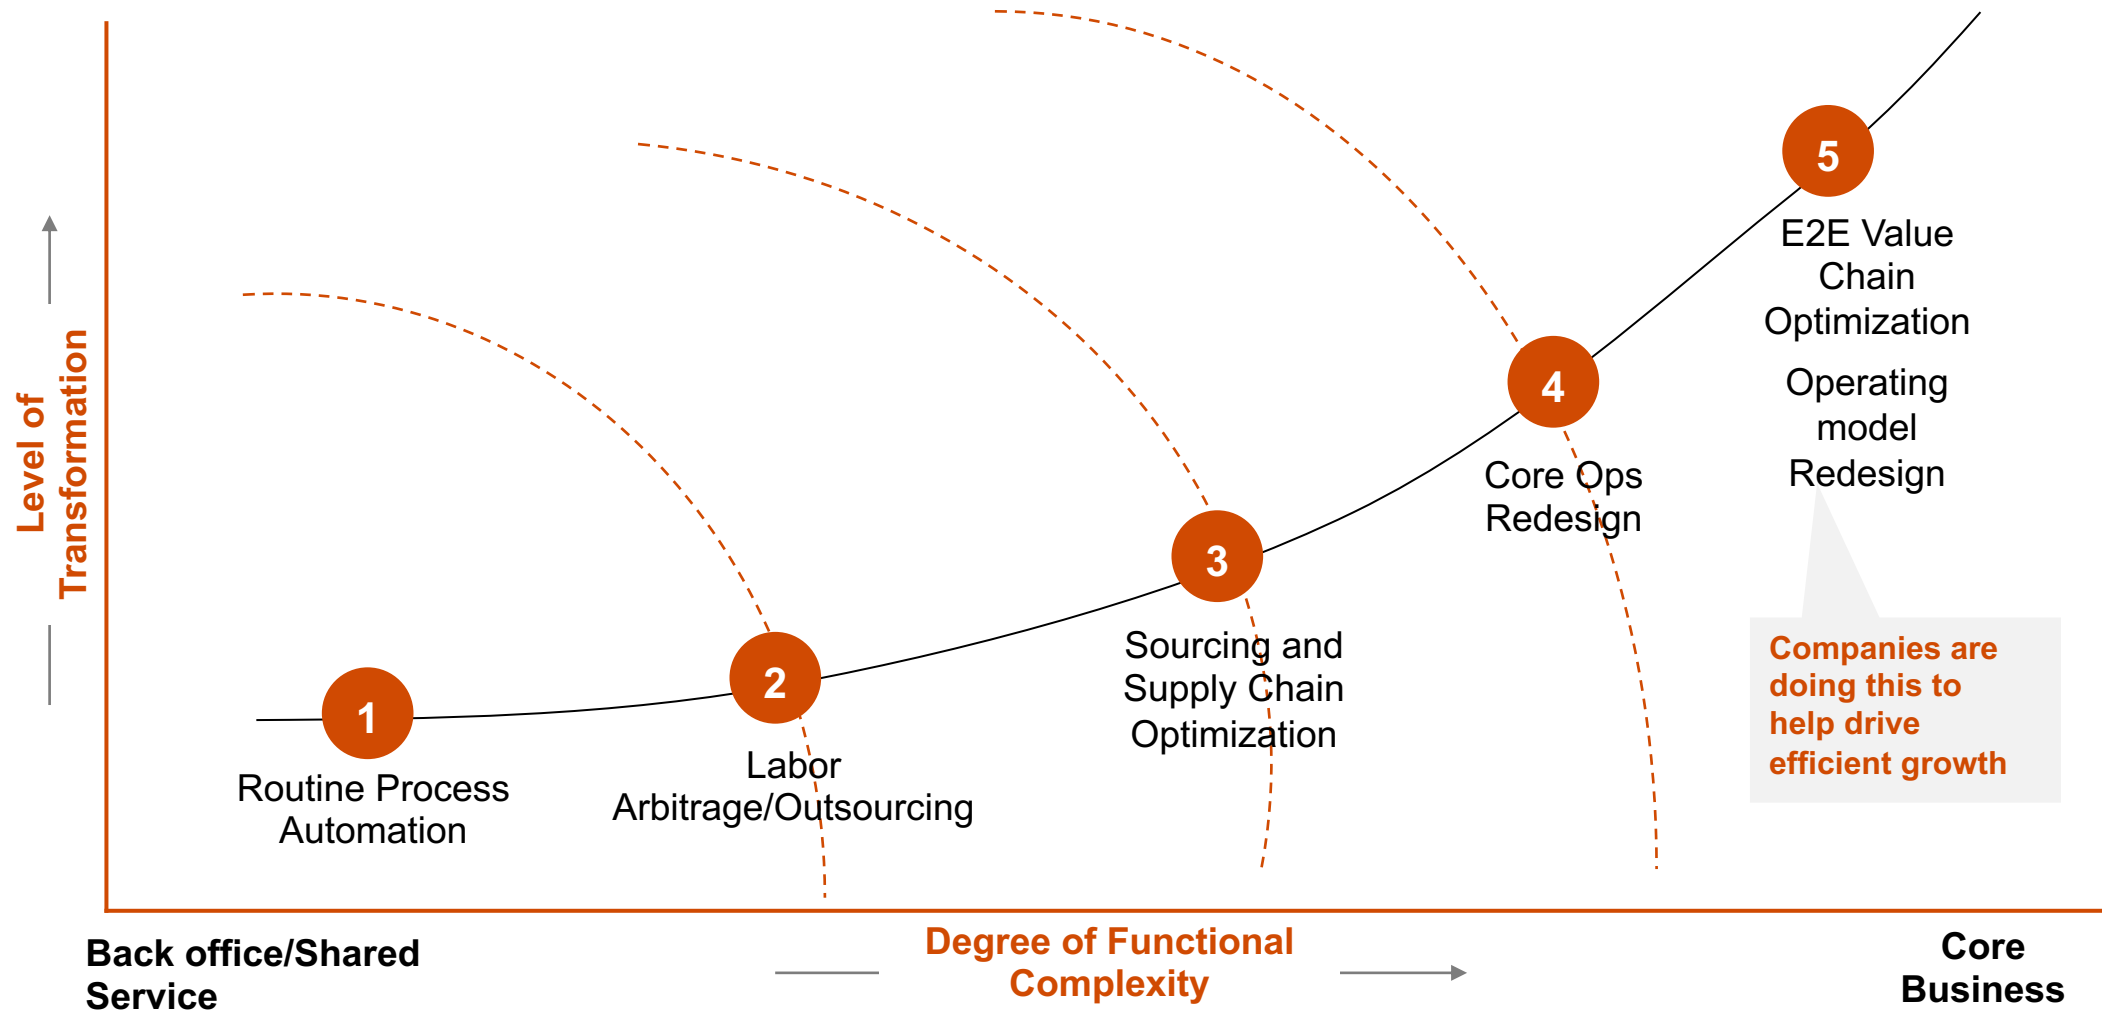 Level of
Transformation
1
Routine Process
Automation
2
Labor
Arbitrage/Outsourcing
3
Sourcing and
Supply Chain
Optimization
4
Core Ops
Redesign
5
E2E Value
Chain
Optimization
Operating
model
Redesign
Companies are
doing this to
help drive
efficient growth
Back office/Shared
Service
Degree of Functional
Complexity
Core
Business